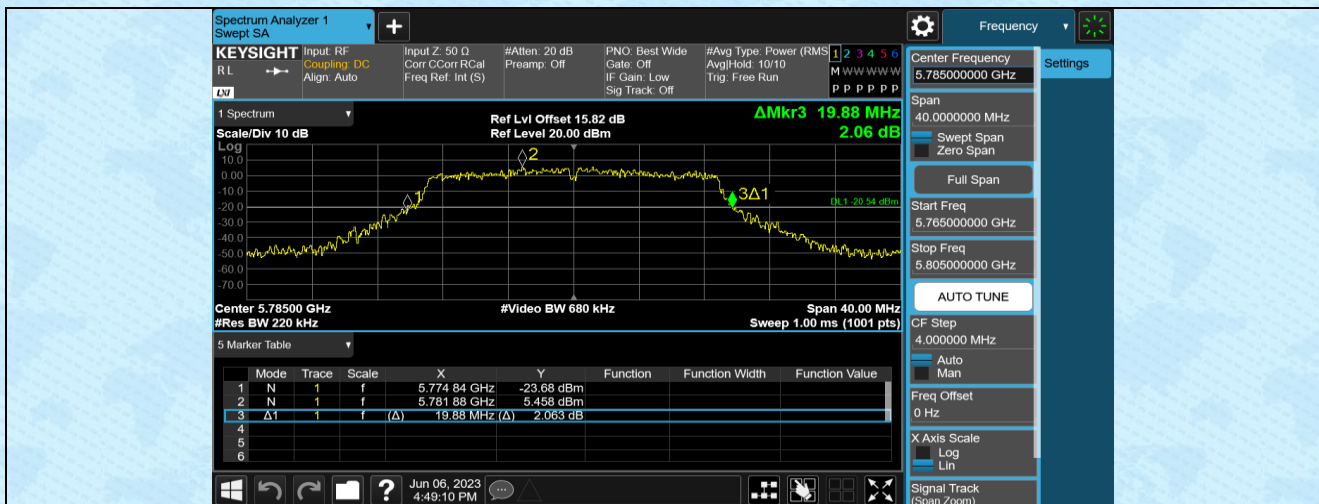 Spectrum Analyzer 1
Swept SA
Frequency
KEYSIGHT
R L
LXI
Input: RF
Coupling: DC
Align: Auto
Input Z: 50 Ω
Corr CCorr RCal
Freq Ref: Int (S)
#Atten: 20 dB
Preamp: Off
PNO: Best Wide
Gate: Off
IF Gain: Low
Sig Track: Off
#Avg Type: Power (RMS
Avg|Hold: 10/10
Trig: Free Run
1 2 3 4 5 6
M W W W W W
P P P P P P
Center Frequency
5.785000000 GHz
Settings
Span
40.0000000 MHz
Swept Span
Zero Span
Full Span
Start Freq
5.765000000 GHz
Stop Freq
5.805000000 GHz
AUTO TUNE
CF Step
4.000000 MHz
Auto
Man
Freq Offset
0 Hz
X Axis Scale
Log
Lin
Signal Track
(Span Zoom)
1 Spectrum
Scale/Div 10 dB
Ref Lvl Offset 15.82 dB
Ref Level 20.00 dBm
ΔMkr3 19.88 MHz
2.06 dB
Log
10.0
0.00
-10.0
-20.0
-30.0
-40.0
-50.0
-60.0
-70.0
1
2
3Δ1
DL1 -20.54 dBm
Center 5.78500 GHz
#Video BW 680 kHz
Span 40.00 MHz
#Res BW 220 kHz
Sweep 1.00 ms (1001 pts)
5 Marker Table
Mode Trace Scale X Y Function Function Width Function Value
1 N 1 f 5.774 84 GHz -23.68 dBm
2 N 1 f 5.781 88 GHz 5.458 dBm
3 Δ1 1 f (Δ) 19.88 MHz (Δ) 2.063 dB
4
5
6
?
Jun 06, 2023
4:49:10 PM